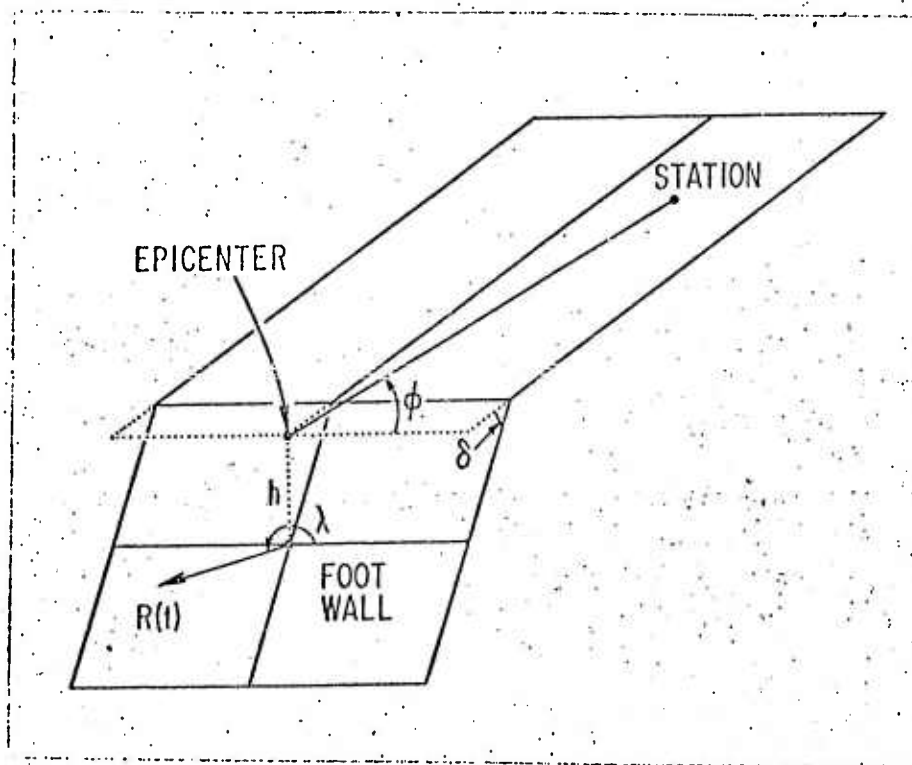 STATION
EPICENTER
ϕ
δ
h
λ
FOOT
WALL
R(t)